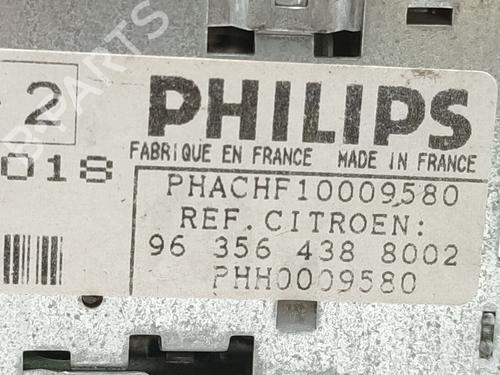 2
PHILIPS
FABRIQUE EN FRANCE MADE IN FRANCE
018
PHACHF10009580
REF.CITROEN:
96 356 438 8002
PHH0009580